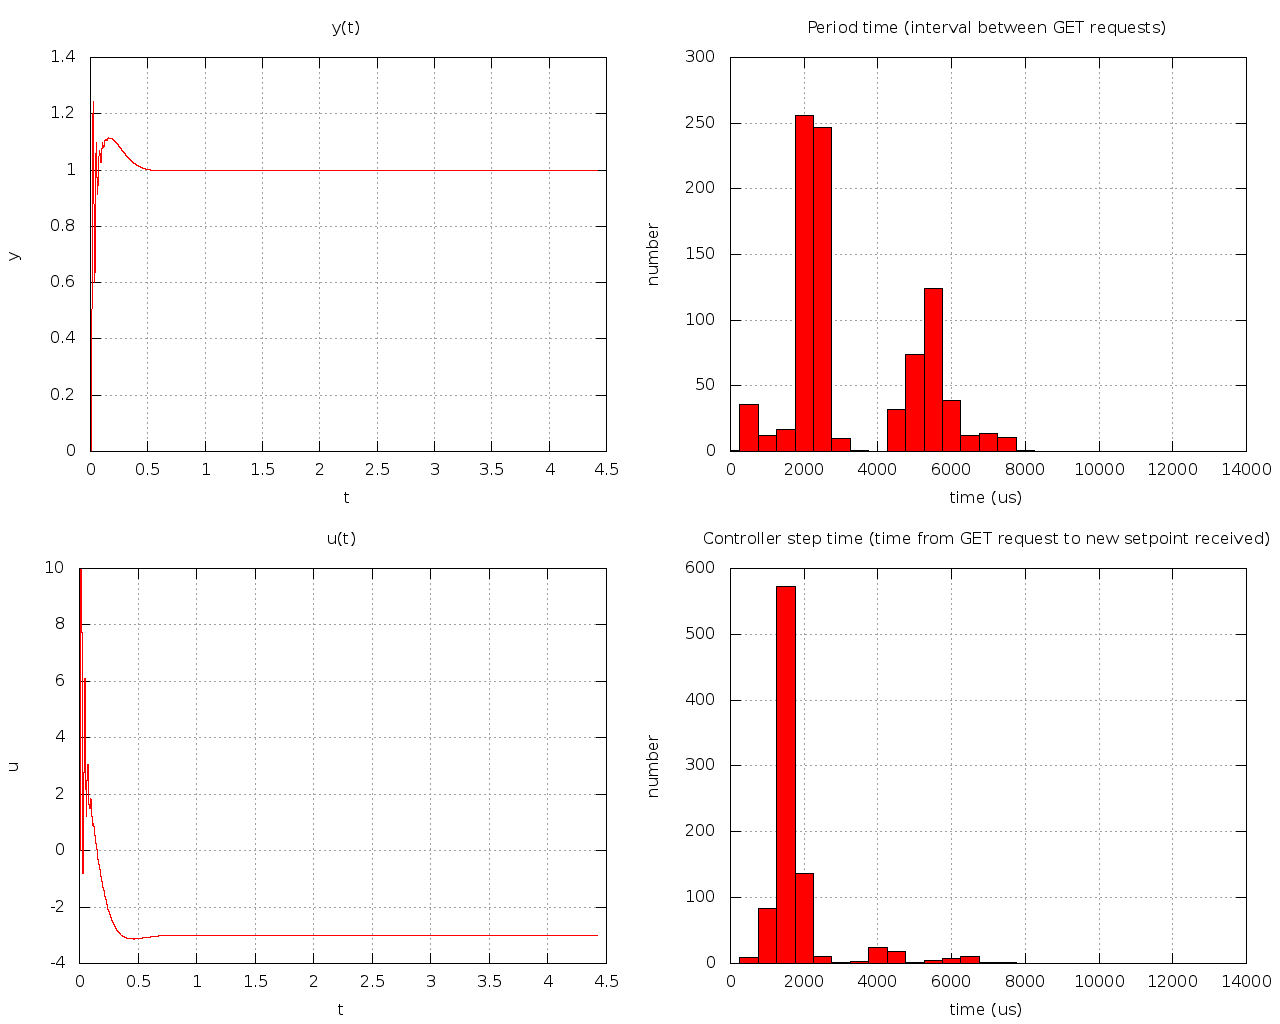 y(t)
1.4
1.2
1
0.8
0.6
0.4
0.2
0
y
0 0.5 1 1.5 2 2.5 3 3.5 4 4.5
t
Period time (interval between GET requests)
300
250
200
150
100
50
0
number
0 2000 4000 6000 8000 10000 12000 14000
time (us)
u(t)
10
8
6
4
2
0
-2
-4
u
0 0.5 1 1.5 2 2.5 3 3.5 4 4.5
t
Controller step time (time from GET request to new setpoint received)
600
500
400
300
200
100
0
number
0 2000 4000 6000 8000 10000 12000 14000
time (us)